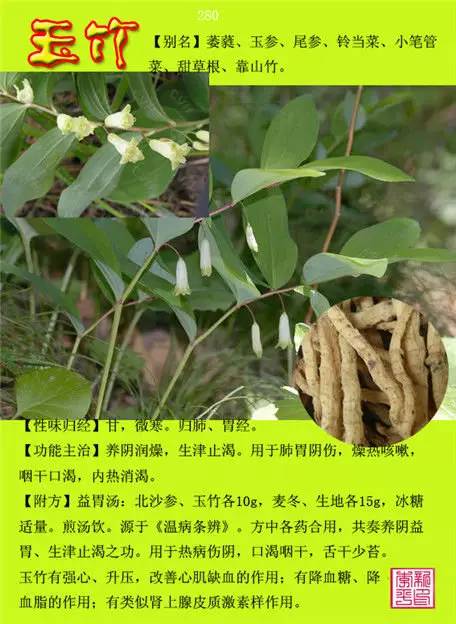 280
玉竹
【别名】萎蕤、玉参、尾参、铃当菜、小笔管
菜、甜草根、靠山竹。
【性味归经】甘，微寒。归肺、胃经。
【功能主治】养阴润燥，生津止渴。用于肺胃阴伤，燥热咳嗽，
咽干口渴，内热消渴。
【附方】益胃汤：北沙参、玉竹各10g，麦冬、生地各15g，冰糖
适量。煎汤饮。源于《温病条辨》。方中各药合用，共奏养阴益
胃、生津止渴之功。用于热病伤阴，口渴咽干，舌干少苔。
玉竹有强心、升压，改善心肌缺血的作用；有降血糖、降
血脂的作用；有类似肾上腺皮质激素样作用。